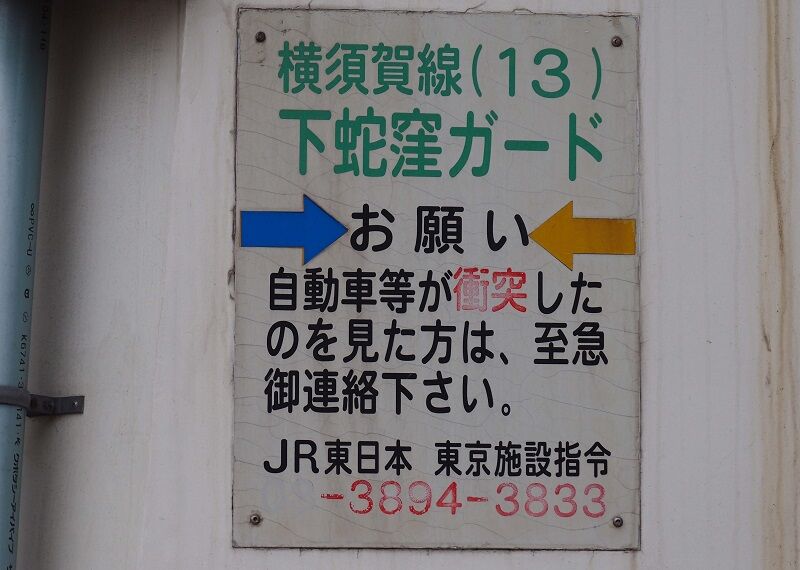 横須賀線(13)
下蛇窪ガード
お願い
自動車等が衝突した
のを見た方は、至急
御連絡下さい。
JR東日本 東京施設指令
03-3894-3833